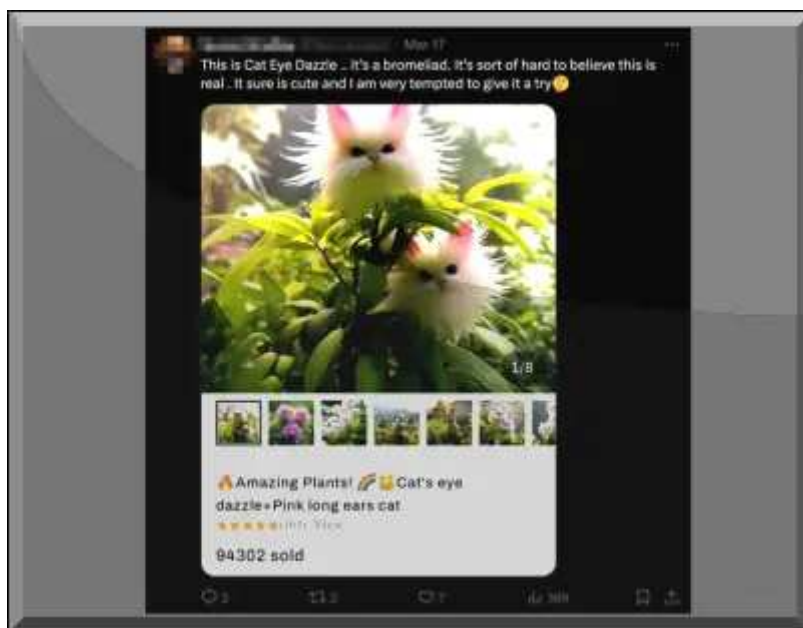 Mar 17
This is Cat Eye Dazzle .. It's a bromeliad. It's sort of hard to believe this is
real . It sure is cute and I am very tempted to give it a try🤔
1/8
🔥Amazing Plants! 🌈😺Cat's eye
dazzle•Pink long ears cat
94302 sold